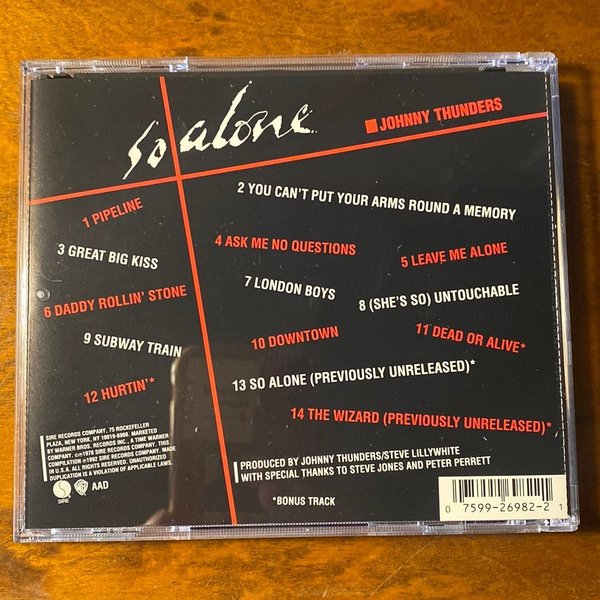 so alone
JOHNNY THUNDERS
1 PIPELINE
2 YOU CAN'T PUT YOUR ARMS ROUND A MEMORY
3 GREAT BIG KISS
4 ASK ME NO QUESTIONS
5 LEAVE ME ALONE
6 DADDY ROLLIN' STONE
7 LONDON BOYS
8 (SHE'S SO) UNTOUCHABLE
9 SUBWAY TRAIN
10 DOWNTOWN
11 DEAD OR ALIVE*
12 HURTIN'*
13 SO ALONE (PREVIOUSLY UNRELEASED)*
14 THE WIZARD (PREVIOUSLY UNRELEASED)*
SIRE RECORDS COMPANY, 75 ROCKEFELLER
PLAZA, NEW YORK, NY 10019-6908. MARKETED
BY WARNER BROS. RECORDS INC., A TIME WARNER
COMPANY. ©℗1978 SIRE RECORDS COMPANY. THIS
COMPILATION ℗1992 SIRE RECORDS COMPANY. MADE
IN U.S.A. ALL RIGHTS RESERVED. UNAUTHORIZED
DUPLICATION IS A VIOLATION OF APPLICABLE LAWS.
SIRE
AAD
PRODUCED BY JOHNNY THUNDERS/STEVE LILLYWHITE
WITH SPECIAL THANKS TO STEVE JONES AND PETER PERRETT
*BONUS TRACK
0 7599-26982-2 1